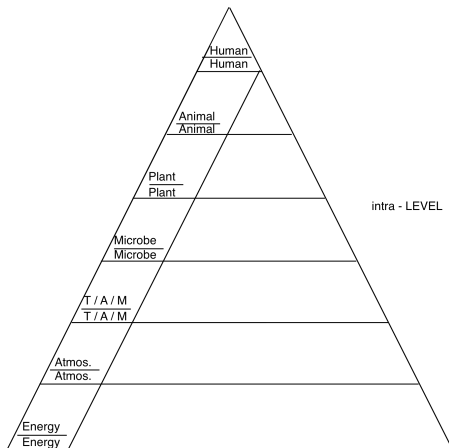 Human
Human
Animal
Animal
Plant
Plant
intra - LEVEL
Microbe
Microbe
T / A / M
T / A / M
Atmos.
Atmos.
Energy
Energy